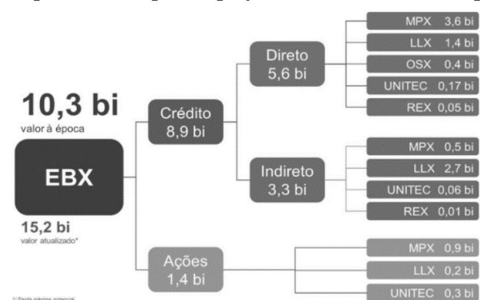 10,3 bi
valor à época
EBX
15,2 bi
valor atualizado*
Crédito
8,9 bi
Direto
5,6 bi
MPX 3,6 bi
LLX 1,4 bi
OSX 0,4 bi
UNITEC 0,17 bi
REX 0,05 bi
Indireto
3,3 bi
MPX 0,5 bi
LLX 2,7 bi
UNITEC 0,06 bi
REX 0,01 bi
Ações
1,4 bi
MPX 0,9 bi
LLX 0,2 bi
UNITEC 0,3 bi